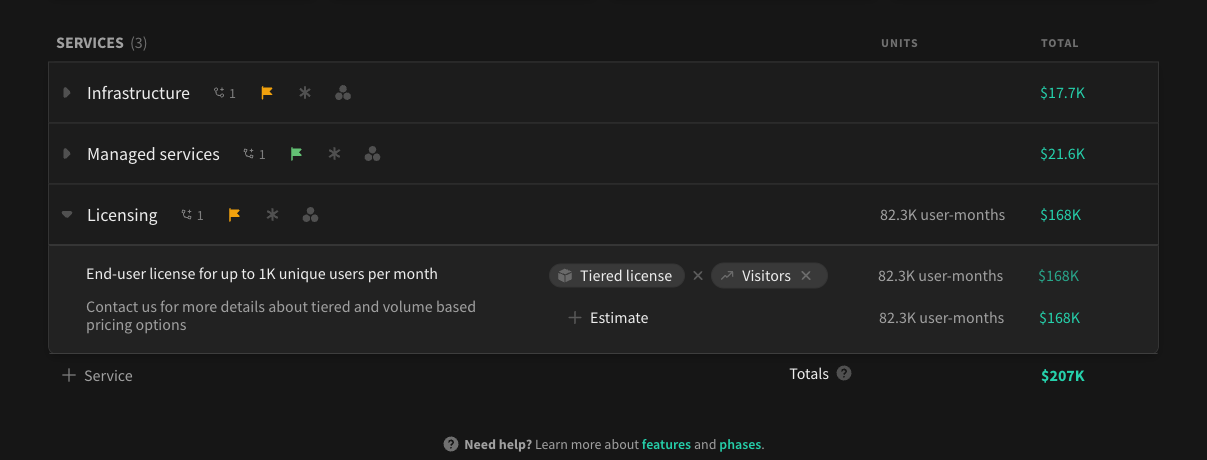 SERVICES (3) UNITS TOTAL
Infrastructure 1 $17.7K
Managed services 1 $21.6K
Licensing 1 82.3K user-months $168K
End-user license for up to 1K unique users per month Tiered license × Visitors × 82.3K user-months $168K
Contact us for more details about tiered and volume based
pricing options
+ Estimate 82.3K user-months $168K
+ Service Totals ? $207K
? Need help? Learn more about features and phases.